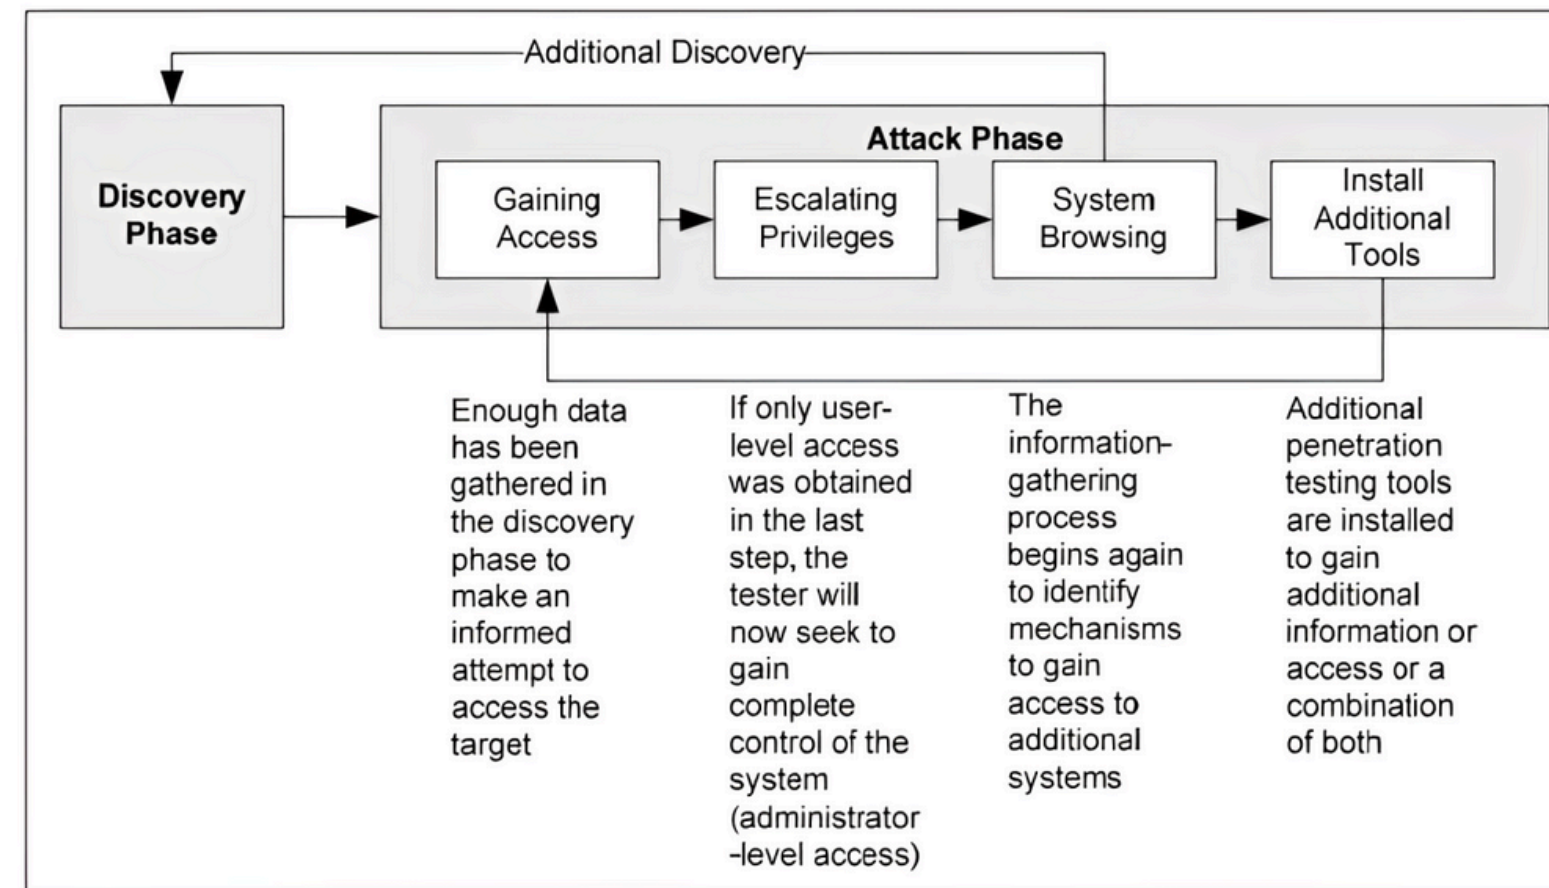 Additional Discovery
Discovery
Phase
Attack Phase
Gaining
Access
Escalating
Privileges
System
Browsing
Install
Additional
Tools
Enough data
has been
gathered in
the discovery
phase to
make an
informed
attempt to
access the
target
If only user-
level access
was obtained
in the last
step, the
tester will
now seek to
gain
complete
control of the
system
(administrator
-level access)
The
information-
gathering
process
begins again
to identify
mechanisms
to gain
access to
additional
systems
Additional
penetration
testing tools
are installed
to gain
additional
information or
access or a
combination
of both